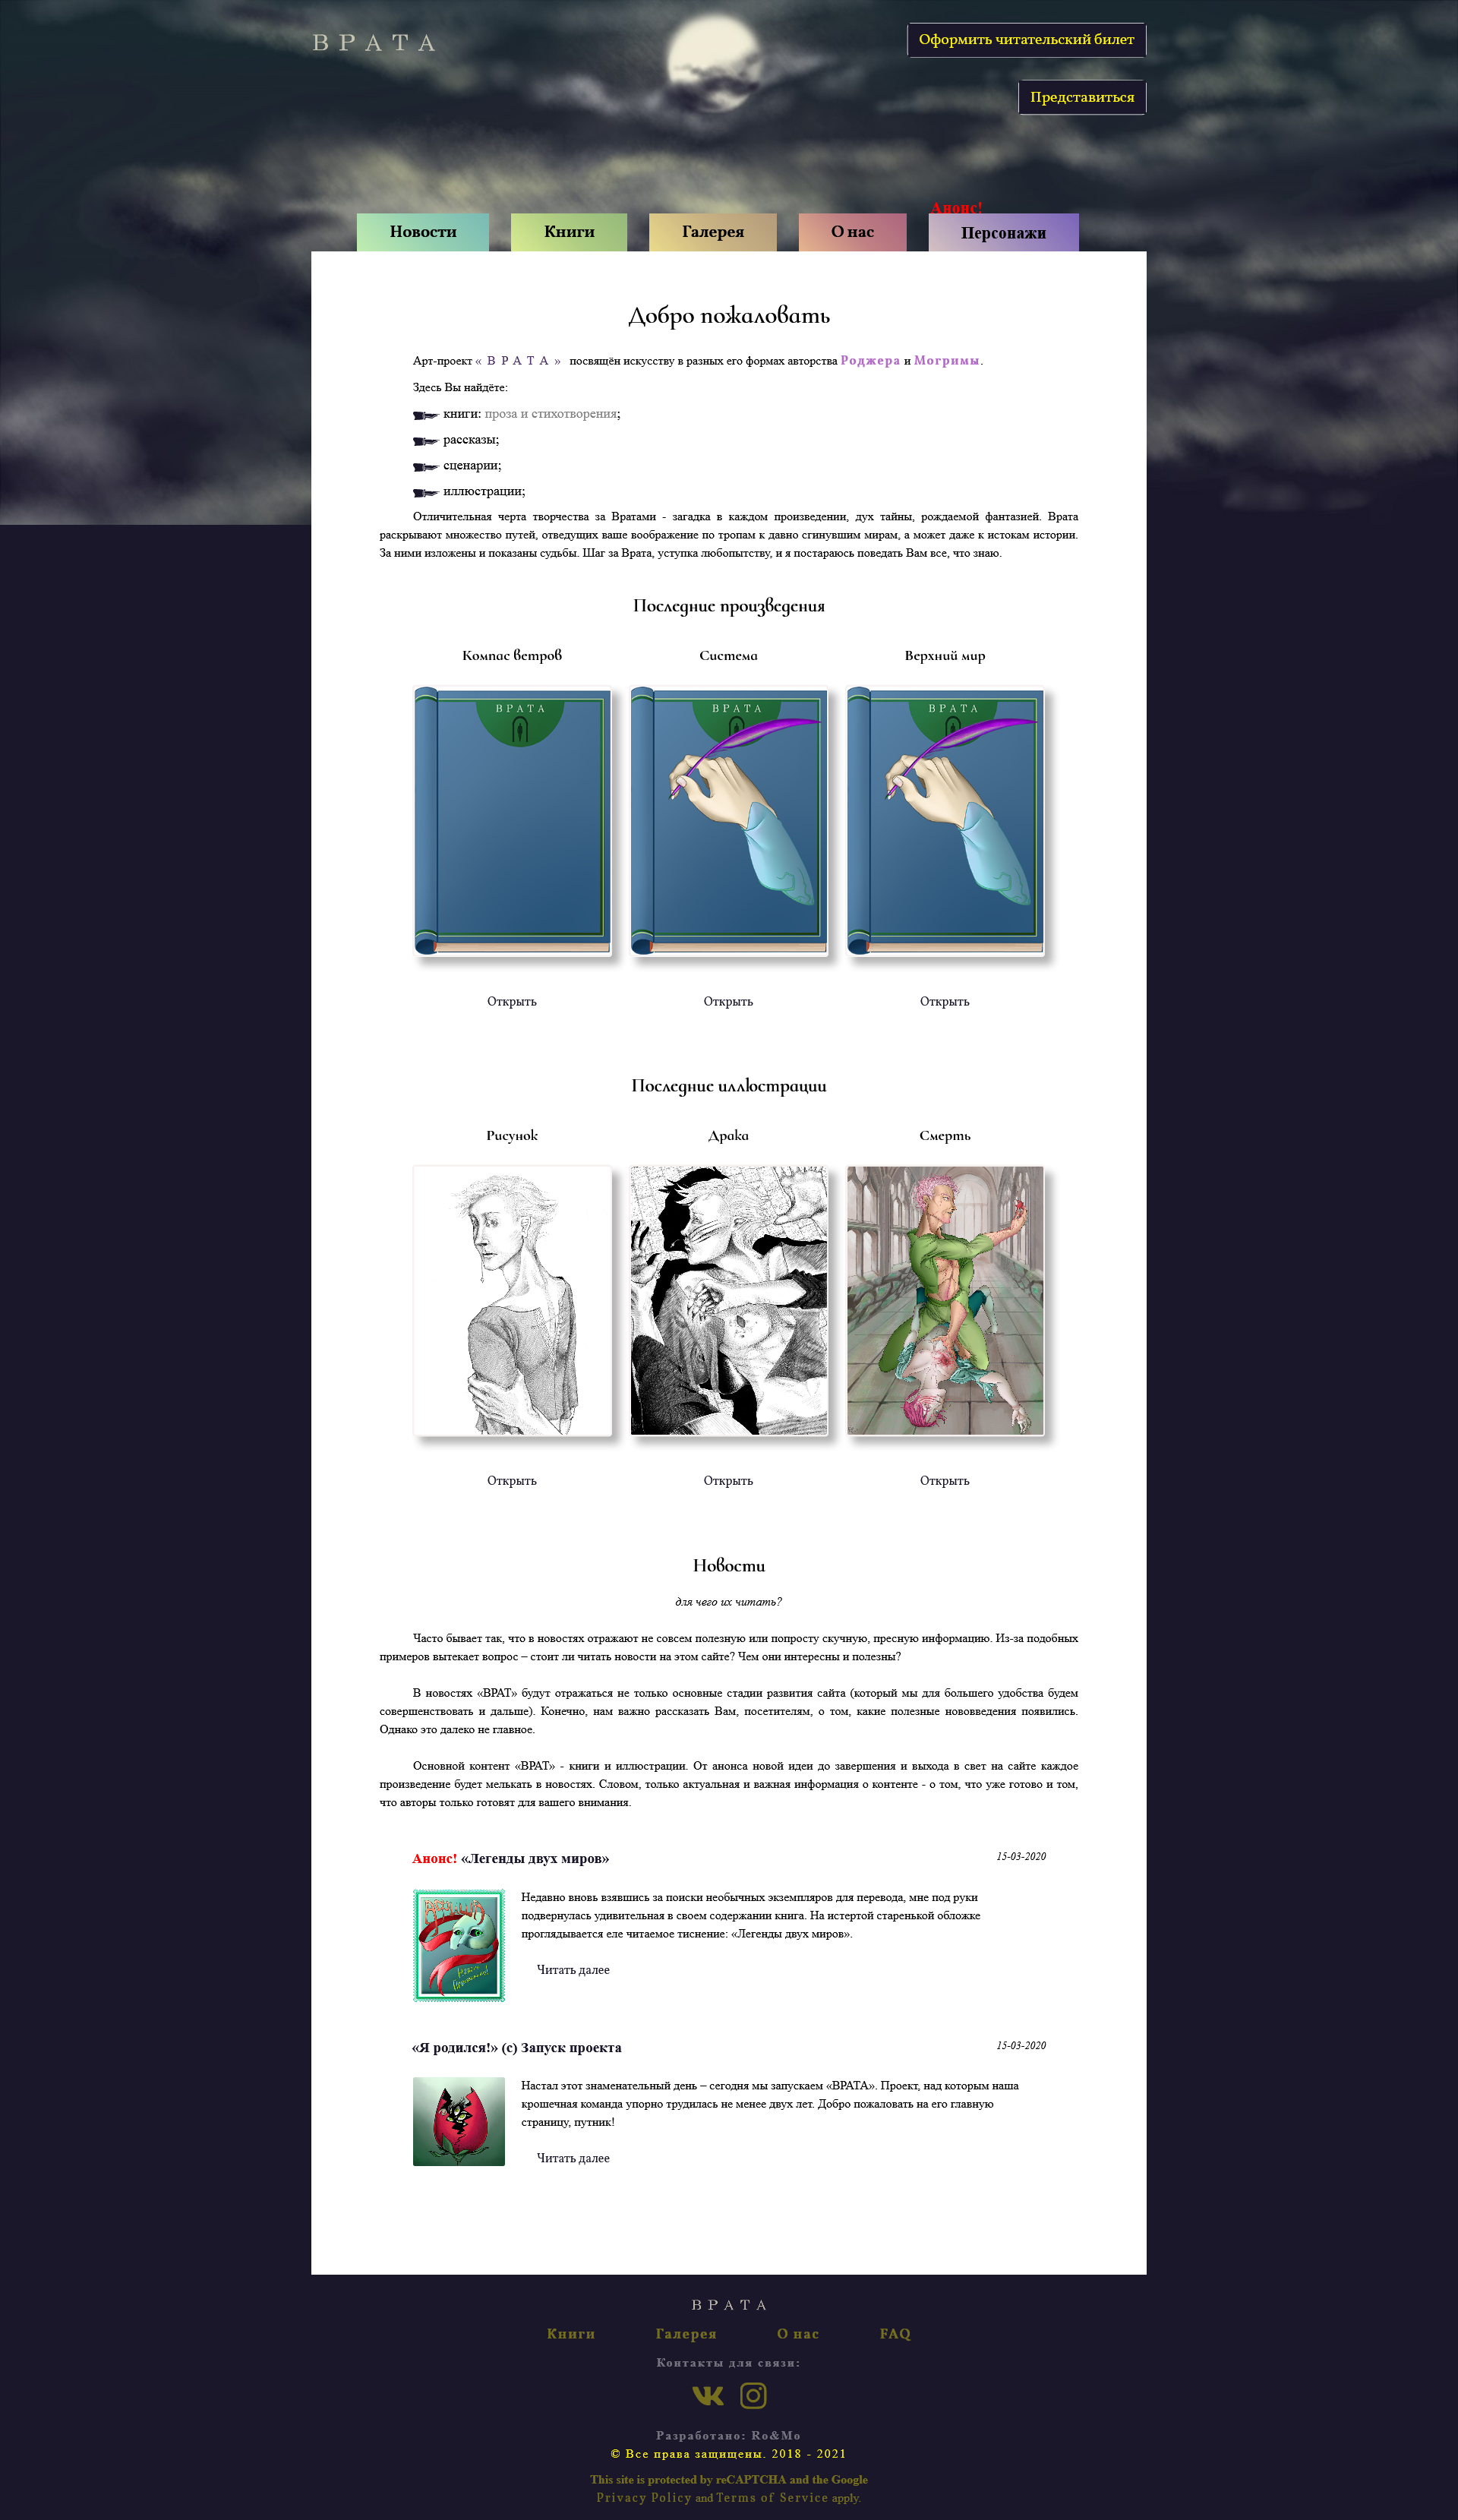 ВРАТА
Оформить читательский билет
Представиться
Анонс!
Новости
Книги
Галерея
О нас
Персонажи
Добро пожаловать
Арт-проект «ВРАТА» посвящён искусству в разных его формах авторства Роджера и Могримы.
Здесь Вы найдёте:
книги: проза и стихотворения;
рассказы;
сценарии;
иллюстрации;
Отличительная черта творчества за Вратами - загадка в каждом произведении, дух тайны, рождаемой фантазией. Врата
раскрывают множество путей, отведущих ваше воображение по тропам к давно сгинувшим мирам, а может даже к истокам истории.
За ними изложены и показаны судьбы. Шаг за Врата, уступка любопытству, и я постараюсь поведать Вам все, что знаю.
Последние произведения
Компас ветров
Система
Верхний мир
ВРАТА
ВРАТА
ВРАТА
Открыть
Открыть
Открыть
Последние иллюстрации
Рисунок
Драка
Смерть
Открыть
Открыть
Открыть
Новости
для чего их читать?
Часто бывает так, что в новостях отражают не совсем полезную или попросту скучную, пресную информацию. Из-за подобных
примеров вытекает вопрос – стоит ли читать новости на этом сайте? Чем они интересны и полезны?
В новостях «ВРАТ» будут отражаться не только основные стадии развития сайта (который мы для большего удобства будем
совершенствовать и дальше). Конечно, нам важно рассказать Вам, посетителям, о том, какие полезные нововведения появились.
Однако это далеко не главное.
Основной контент «ВРАТ» - книги и иллюстрации. От анонса новой идеи до завершения и выхода в свет на сайте каждое
произведение будет мелькать в новостях. Словом, только актуальная и важная информация о контенте - о том, что уже готово и том,
что авторы только готовят для вашего внимания.
Анонс! «Легенды двух миров»
15-03-2020
Недавно вновь взявшись за поиски необычных экземпляров для перевода, мне под руки
подвернулась удивительная в своем содержании книга. На истертой старенькой обложке
проглядывается еле читаемое тиснение: «Легенды двух миров».
Читать далее
«Я родился!» (с) Запуск проекта
15-03-2020
Настал этот знаменательный день – сегодня мы запускаем «ВРАТА». Проект, над которым наша
крошечная команда упорно трудилась не менее двух лет. Добро пожаловать на его главную
страницу, путник!
Читать далее
ВРАТА
Книги
Галерея
О нас
FAQ
Контакты для связи:
Разработано: Ro&Mo
© Все права защищены. 2018 - 2021
This site is protected by reCAPTCHA and the Google
Privacy Policy and Terms of Service apply.